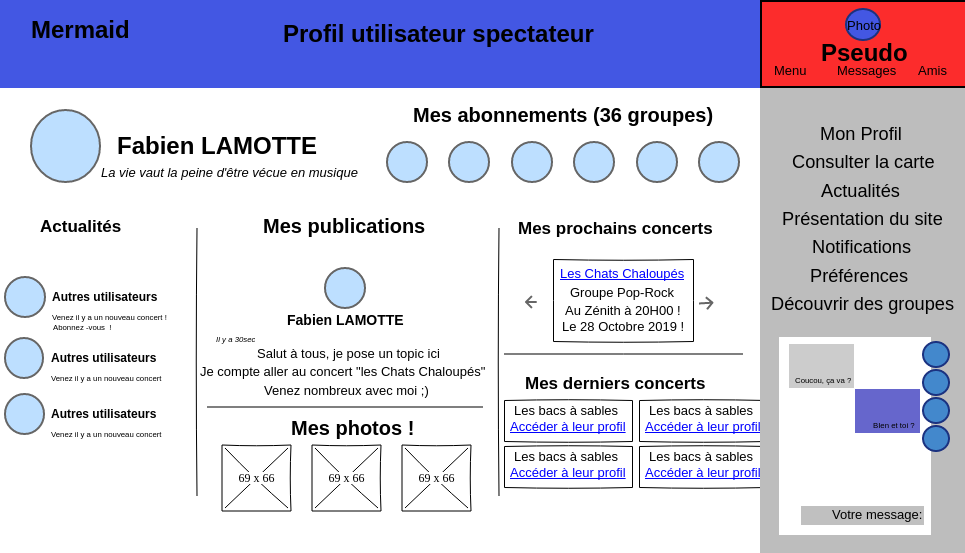 Mermaid
Profil utilisateur spectateur
Photo
Pseudo
Menu
Messages
Amis
Fabien LAMOTTE
La vie vaut la peine d'être vécue en musique
Mes abonnements (36 groupes)
Actualités
Autres utilisateurs
Venez il y a un nouveau concert !
Abonnez -vous !
Autres utilisateurs
Venez il y a un nouveau concert
Autres utilisateurs
Venez il y a un nouveau concert
Mes publications
Fabien LAMOTTE
Il y a 30sec
Salut à tous, je pose un topic ici
Je compte aller au concert "les Chats Chaloupés"
Venez nombreux avec moi ;)
Mes photos !
69 x 66
69 x 66
69 x 66
Mes prochains concerts
Les Chats Chaloupés
Groupe Pop-Rock
Au Zénith à 20H00 !
Le 28 Octobre 2019 !
Mes derniers concerts
Les bacs à sables
Accéder à leur profil
Les bacs à sables
Accéder à leur profil
Les bacs à sables
Accéder à leur profil
Les bacs à sables
Accéder à leur profil
Mon Profil
Consulter la carte
Actualités
Présentation du site
Notifications
Préférences
Découvrir des groupes
Coucou, ça va ?
Bien et toi ?
Votre message: